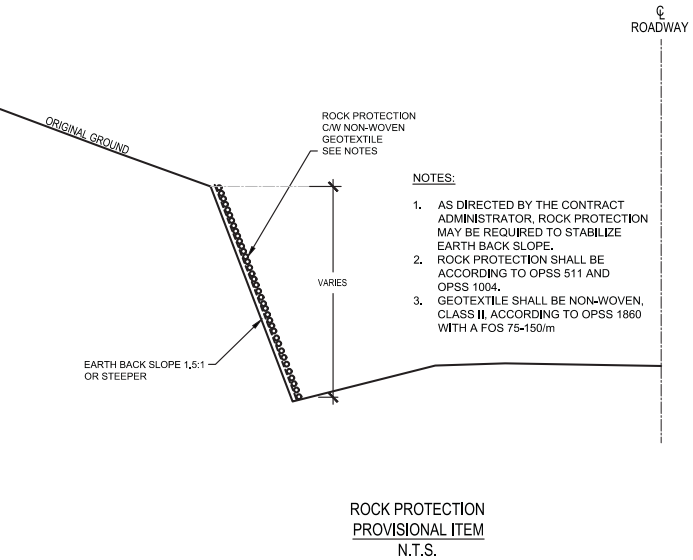 ℄
ROADWAY
ORIGINAL GROUND
ROCK PROTECTION
C/W NON-WOVEN
GEOTEXTILE
SEE NOTES
NOTES:
1. AS DIRECTED BY THE CONTRACT
ADMINISTRATOR, ROCK PROTECTION
MAY BE REQUIRED TO STABILIZE
EARTH BACK SLOPE.
2. ROCK PROTECTION SHALL BE
ACCORDING TO OPSS 511 AND
OPSS 1004.
3. GEOTEXTILE SHALL BE NON-WOVEN,
CLASS II, ACCORDING TO OPSS 1860
WITH A FOS 75-150/m
VARIES
EARTH BACK SLOPE 1.5:1
OR STEEPER
ROCK PROTECTION
PROVISIONAL ITEM
N.T.S.